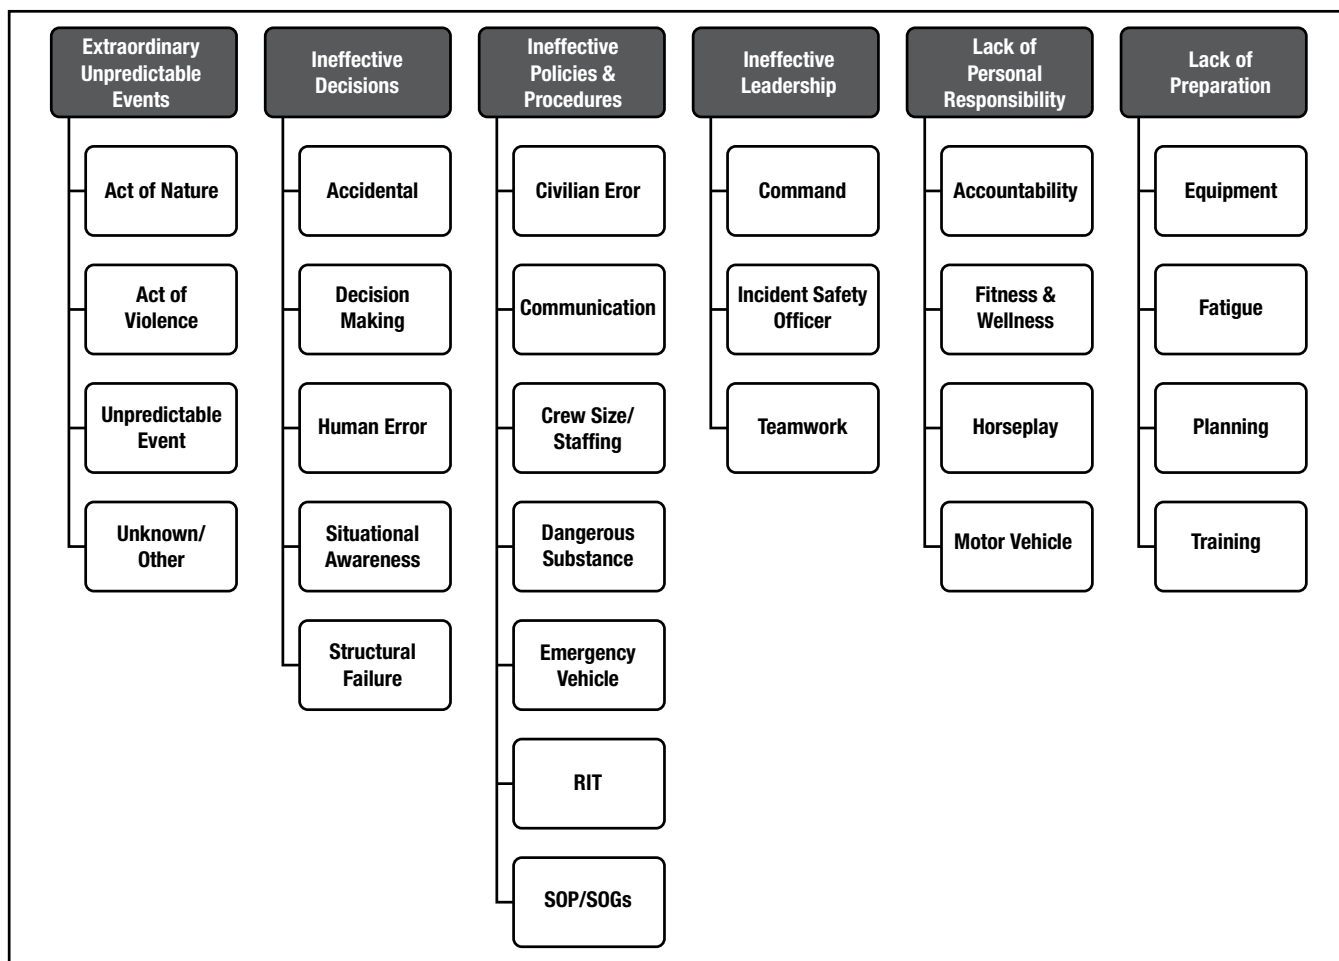 Extraordinary
Unpredictable
Events
Act of Nature
Act of
Violence
Unpredictable
Event
Unknown/
Other
Ineffective
Decisions
Accidental
Decision
Making
Human Error
Situational
Awareness
Structural
Failure
Ineffective
Policies &
Procedures
Civilian Eror
Communication
Crew Size/
Staffing
Dangerous
Substance
Emergency
Vehicle
RIT
SOP/SOGs
Ineffective
Leadership
Command
Incident Safety
Officer
Teamwork
Lack of
Personal
Responsibility
Accountability
Fitness &
Wellness
Horseplay
Motor Vehicle
Lack of
Preparation
Equipment
Fatigue
Planning
Training